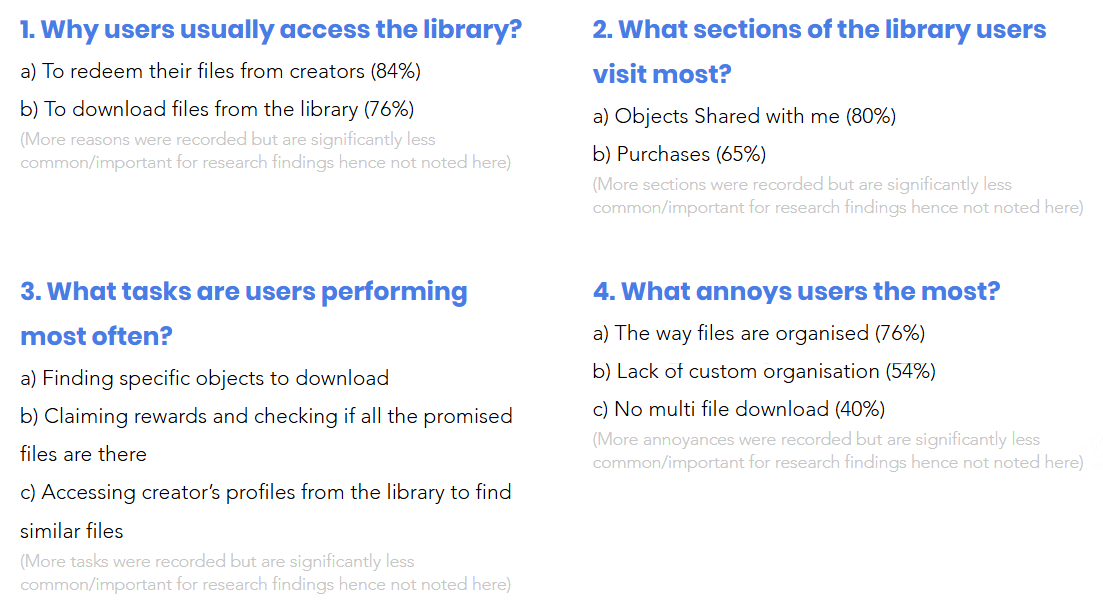 1. Why users usually access the library?
a) To redeem their files from creators (84%)
b) To download files from the library (76%)
(More reasons were recorded but are significantly less
common/important for research findings hence not noted here)
2. What sections of the library users
visit most?
a) Objects Shared with me (80%)
b) Purchases (65%)
(More sections were recorded but are significantly less
common/important for research findings hence not noted here)
3. What tasks are users performing
most often?
a) Finding specific objects to download
b) Claiming rewards and checking if all the promised
files are there
c) Accessing creator’s profiles from the library to find
similar files
(More tasks were recorded but are significantly less
common/important for research findings hence not noted here)
4. What annoys users the most?
a) The way files are organised (76%)
b) Lack of custom organisation (54%)
c) No multi file download (40%)
(More annoyances were recorded but are significantly less
common/important for research findings hence not noted here)